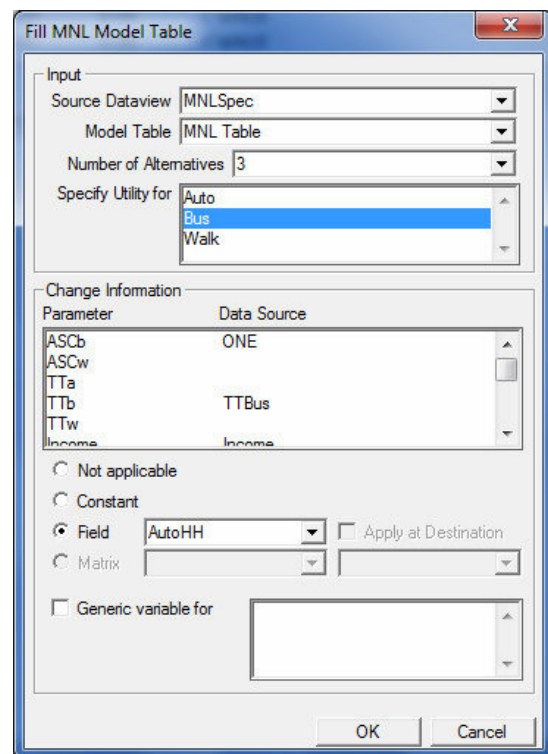 Fill MNL Model Table
Input
Source Dataview MNLSpec
Model Table MNL Table
Number of Alternatives 3
Specify Utility for Auto
Bus
Walk
Change Information
Parameter Data Source
ASCb ONE
ASCw
TTa
TTb TTBus
TTw
Income Income
Not applicable
Constant
Field AutoHH Apply at Destination
Matrix
Generic variable for
OK Cancel